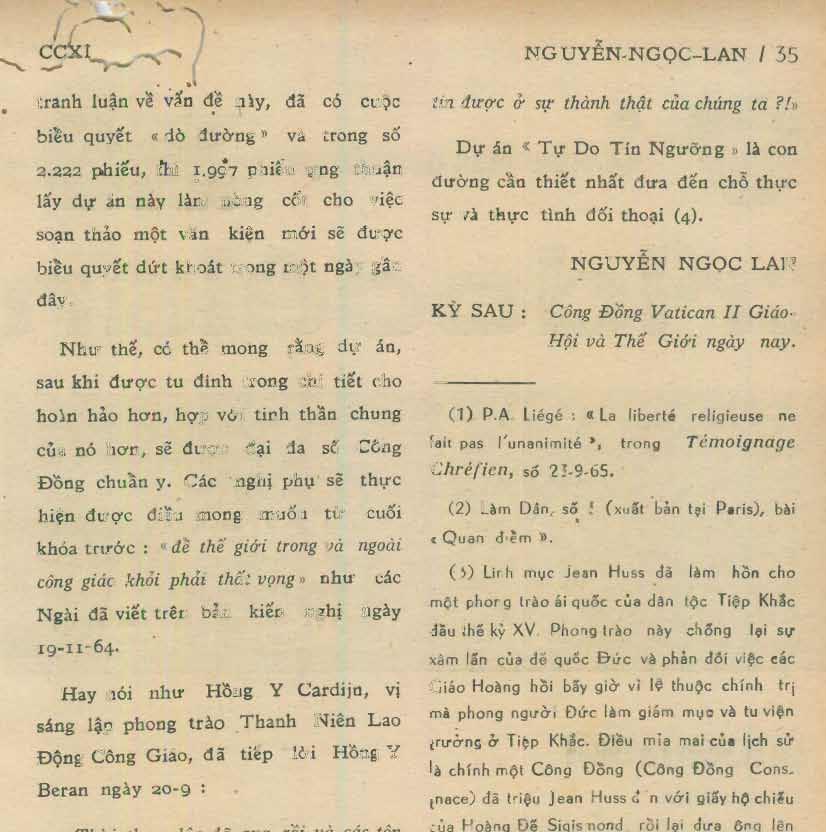 CCXI
NGUYỄN-NGỌC-LAN / 35
tranh luận về vấn đề này, đã có cuộc
biểu quyết « dò đường » và trong số
2.222 phiếu, thì 1.997 phiếu ưng thuận
lấy dự án này làm nòng cốt cho việc
soạn thảo một văn kiện mới sẽ được
biểu quyết dứt khoát trong một ngày gần
đây.
Như thế, có thể mong rằng dự án,
sau khi được tu đinh trong chi tiết cho
hoàn hảo hơn, hợp với tinh thần chung
của nó hơn, sẽ được đại đa số Công
Đồng chuẩn y. Các nghị phụ sẽ thực
hiện được điều mong muốn từ cuối
khóa trước : « để thế giới trong và ngoài
công giáo khỏi phải thất vọng » như các
Ngài đã viết trên bản kiến nghị ngày
19-11-64.
Hay nói như Hồng Y Cardijn, vị
sáng lập phong trào Thanh Niên Lao
Động Công Giáo, đã tiếp lời Hồng Y
Beran ngày 20-9 :
tin được ở sự thành thật của chúng ta ?!»
Dự án « Tự Do Tín Ngưỡng » là con
đường cần thiết nhất đưa đến chỗ thực
sự và thực tình đối thoại (4).
NGUYỄN NGỌC LAN
KỲ SAU : Công Đồng Vatican II Giáo-
Hội và Thế Giới ngày nay.
(1) P.A. Liégé : « La liberté religieuse ne
fait pas l'unanimité », trong Témoignage
Chrétien, số 23-9-65.
(2) Làm Dân, số (xuất bản tại Paris), bài
« Quan điểm ».
(3) Linh mục Jean Huss đã làm hồn cho
một phong trào ái quốc của dân tộc Tiệp Khắc
đầu thế kỷ XV. Phong trào này chống lại sự
xâm lấn của đế quốc Đức và phản đối việc các
Giáo Hoàng hồi bấy giờ vì lệ thuộc chính trị
mà phong người Đức làm giám mục và tu viện
trưởng ở Tiệp Khắc. Điều mỉa mai của lịch sử
là chính một Công Đồng (Công Đồng Cons-
tnace) đã triệu Jean Huss đến với giấy hộ chiếu
của Hoàng Đế Sigismond rồi lại đưa ông lên